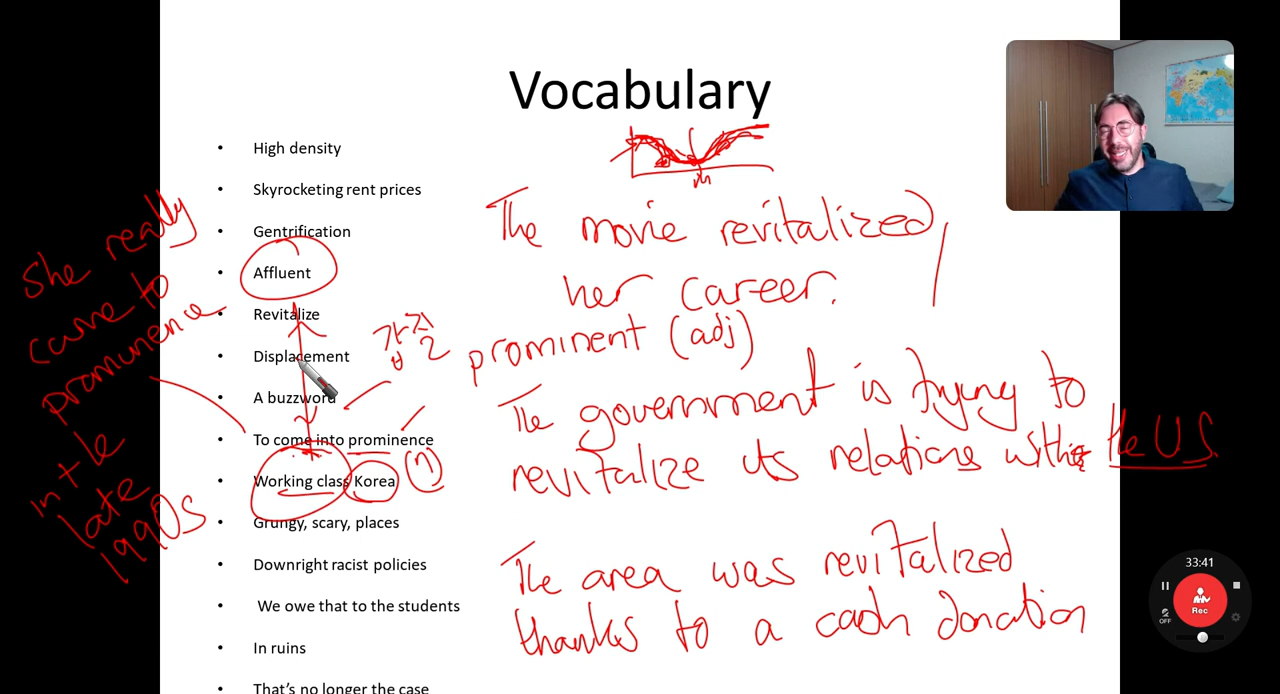 Vocabulary
• High density
• Skyrocketing rent prices
• Gentrification
• Affluent
• Revitalize
• Displacement
• A buzzword
• To come into prominence
• Working class Korea
• Grungy, scary, places
• Downright racist policies
• We owe that to the students
• In ruins
• That's no longer the case
She really
came to
prominence
in the
late
1990s
(n)
The movie revitalized
her career.
prominent (adj)
The government is trying to
revitalize its relations with the US.
The area was revitalized
thanks to a cash donation
33:41
Rec
OFF